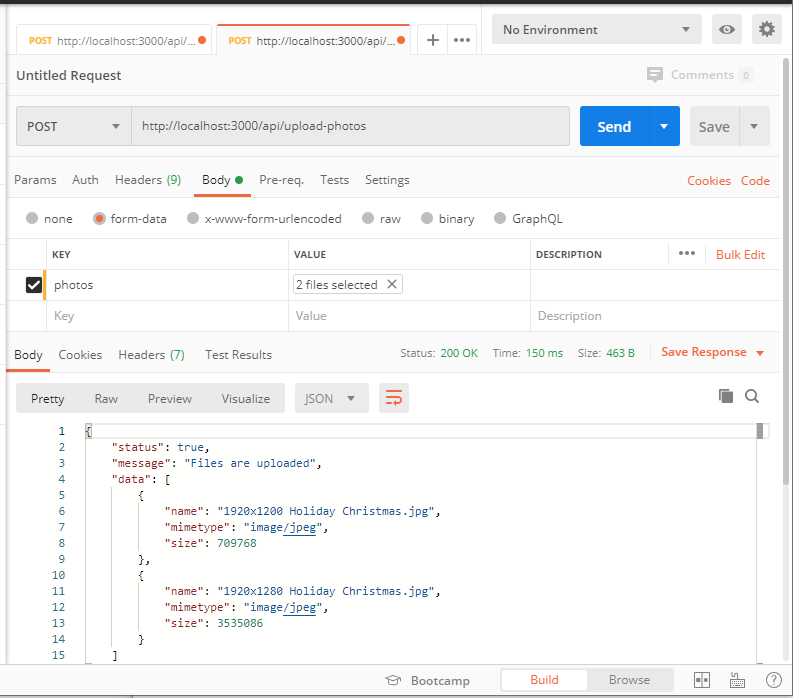 POST http://localhost:3000/api/... POST http://localhost:3000/api/... No Environment
Untitled Request Comments 0
POST http://localhost:3000/api/upload-photos Send Save
Params Auth Headers (9) Body Pre-req. Tests Settings Cookies Code
none form-data x-www-form-urlencoded raw binary GraphQL
KEY VALUE DESCRIPTION ••• Bulk Edit
photos 2 files selected
Key Value Description
Body Cookies Headers (7) Test Results Status: 200 OK Time: 150 ms Size: 463 B Save Response
Pretty Raw Preview Visualize JSON
1 {
2 "status": true,
3 "message": "Files are uploaded",
4 "data": [
5 {
6 "name": "1920x1200 Holiday Christmas.jpg",
7 "mimetype": "image/jpeg",
8 "size": 709768
9 },
10 {
11 "name": "1920x1280 Holiday Christmas.jpg",
12 "mimetype": "image/jpeg",
13 "size": 3535086
14 }
15 ]
Bootcamp Build Browse ?